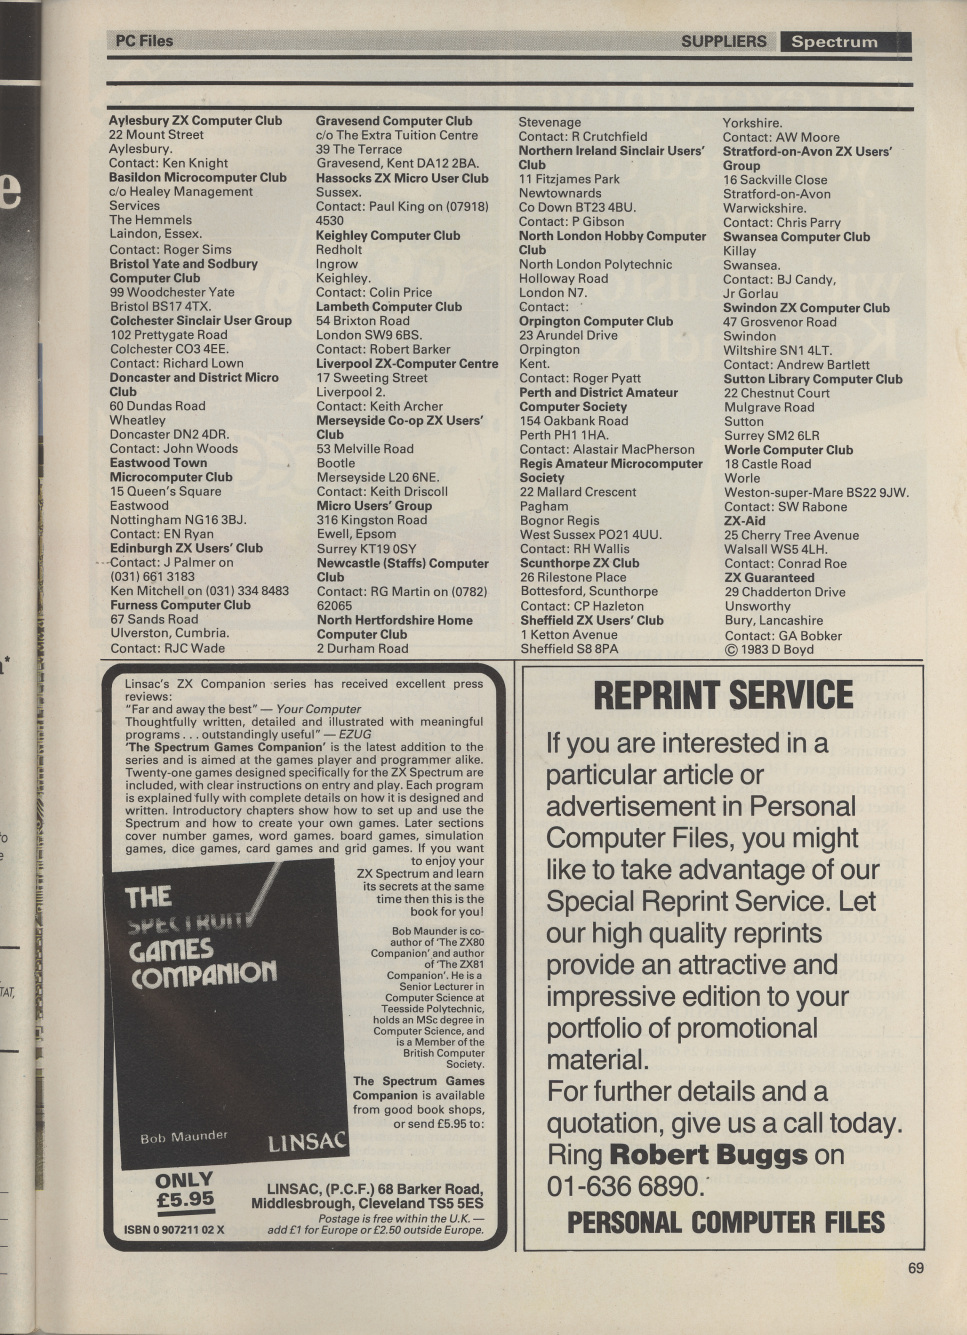 PC Files
SUPPLIERS Spectrum
Aylesbury ZX Computer Club
22 Mount Street
Aylesbury.
Contact: Ken Knight
Basildon Microcomputer Club
c/o Healey Management
Services
The Hemmels
Laindon, Essex.
Contact: Roger Sims
Bristol Yate and Sodbury
Computer Club
99 Woodchester Yate
Bristol BS17 4TX.
Colchester Sinclair User Group
102 Prettygate Road
Colchester CO3 4EE.
Contact: Richard Lown
Doncaster and District Micro
Club
60 Dundas Road
Wheatley
Doncaster DN2 4DR.
Contact: John Woods
Eastwood Town
Microcomputer Club
15 Queen's Square
Eastwood
Nottingham NG16 3BJ.
Contact: EN Ryan
Edinburgh ZX Users' Club
Contact: J Palmer on
(031) 661 3183
Ken Mitchell on (031) 334 8483
Furness Computer Club
67 Sands Road
Ulverston, Cumbria.
Contact: RJC Wade
Gravesend Computer Club
c/o The Extra Tuition Centre
39 The Terrace
Gravesend, Kent DA12 2BA.
Hassocks ZX Micro User Club
Sussex.
Contact: Paul King on (07918)
4530
Keighley Computer Club
Redholt
Ingrow
Keighley.
Contact: Colin Price
Lambeth Computer Club
54 Brixton Road
London SW9 6BS.
Contact: Robert Barker
Liverpool ZX-Computer Centre
17 Sweeting Street
Liverpool 2.
Contact: Keith Archer
Merseyside Co-op ZX Users'
Club
53 Melville Road
Bootle
Merseyside L20 6NE.
Contact: Keith Driscoll
Micro Users' Group
316 Kingston Road
Ewell, Epsom
Surrey KT19 0SY
Newcastle (Staffs) Computer
Club
Contact: RG Martin on (0782)
62065
North Hertfordshire Home
Computer Club
2 Durham Road
Stevenage
Contact: R Crutchfield
Northern Ireland Sinclair Users'
Club
11 Fitzjames Park
Newtownards
Co Down BT23 4BU.
Contact: P Gibson
North London Hobby Computer
Club
North London Polytechnic
Holloway Road
London N7.
Contact:
Orpington Computer Club
23 Arundel Drive
Orpington
Kent.
Contact: Roger Pyatt
Perth and District Amateur
Computer Society
154 Oakbank Road
Perth PH1 1HA.
Contact: Alastair MacPherson
Regis Amateur Microcomputer
Society
22 Mallard Crescent
Pagham
Bognor Regis
West Sussex PO21 4UU.
Contact: RH Wallis
Scunthorpe ZX Club
26 Rilestone Place
Bottesford, Scunthorpe
Contact: CP Hazleton
Sheffield ZX Users' Club
1 Ketton Avenue
Sheffield S8 8PA
Yorkshire.
Contact: AW Moore
Stratford-on-Avon ZX Users'
Group
16 Sackville Close
Stratford-on-Avon
Warwickshire.
Contact: Chris Parry
Swansea Computer Club
Killay
Swansea.
Contact: BJ Candy,
Jr Gorlau
Swindon ZX Computer Club
47 Grosvenor Road
Swindon
Wiltshire SN1 4LT.
Contact: Andrew Bartlett
Sutton Library Computer Club
22 Chestnut Court
Mulgrave Road
Sutton
Surrey SM2 6LR
Worle Computer Club
18 Castle Road
Worle
Weston-super-Mare BS22 9JW.
Contact: SW Rabone
ZX-Aid
25 Cherry Tree Avenue
Walsall WS5 4LH.
Contact: Conrad Roe
ZX Guaranteed
29 Chadderton Drive
Unsworthy
Bury, Lancashire
Contact: GA Bobker
© 1983 D Boyd
Linsac's ZX Companion series has received excellent press
reviews:
"Far and away the best" — Your Computer
Thoughtfully written, detailed and illustrated with meaningful
programs . . . outstandingly useful" — EZUG
'The Spectrum Games Companion' is the latest addition to the
series and is aimed at the games player and programmer alike.
Twenty-one games designed specifically for the ZX Spectrum are
included, with clear instructions on entry and play. Each program
is explained fully with complete details on how it is designed and
written. Introductory chapters show how to set up and use the
Spectrum and how to create your own games. Later sections
cover number games, word games. board games, simulation
games, dice games, card games and grid games. If you want
to enjoy your
ZX Spectrum and learn
its secrets at the same
time then this is the
book for you!
Bob Maunder is co-
author of 'The ZX80
Companion' and author
of 'The ZX81
Companion'. He is a
Senior Lecturer in
Computer Science at
Teesside Polytechnic,
holds an MSc degree in
Computer Science, and
is a Member of the
British Computer
Society.
The Spectrum Games
Companion is available
from good book shops,
or send £5.95 to:
THE
SPECTRUM
GAMES
COMPANION
Bob Maunder
LINSAC
ONLY
£5.95
ISBN 0 907211 02 X
LINSAC, (P.C.F.) 68 Barker Road,
Middlesbrough, Cleveland TS5 5ES
Postage is free within the U.K. —
add £1 for Europe or £2.50 outside Europe.
REPRINT SERVICE
If you are interested in a
particular article or
advertisement in Personal
Computer Files, you might
like to take advantage of our
Special Reprint Service. Let
our high quality reprints
provide an attractive and
impressive edition to your
portfolio of promotional
material.
For further details and a
quotation, give us a call today.
Ring Robert Buggs on
01-636 6890.
PERSONAL COMPUTER FILES
69